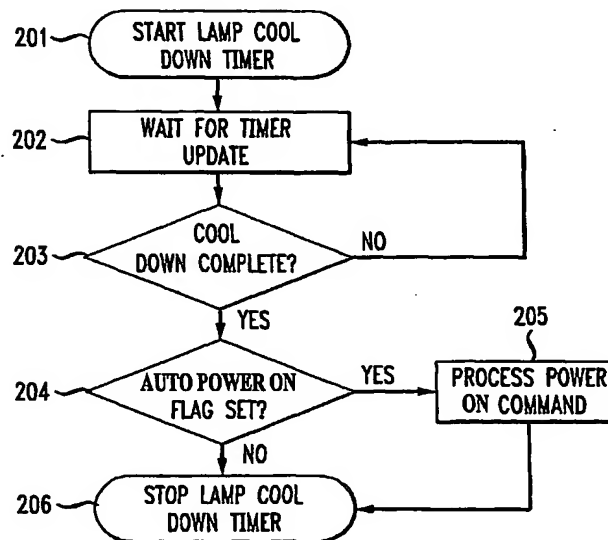 201
START LAMP COOL
DOWN TIMER
202
WAIT FOR TIMER
UPDATE
203
COOL
DOWN COMPLETE?
NO
YES
204
AUTO POWER ON
FLAG SET?
YES
205
PROCESS POWER
ON COMMAND
NO
206
STOP LAMP COOL
DOWN TIMER